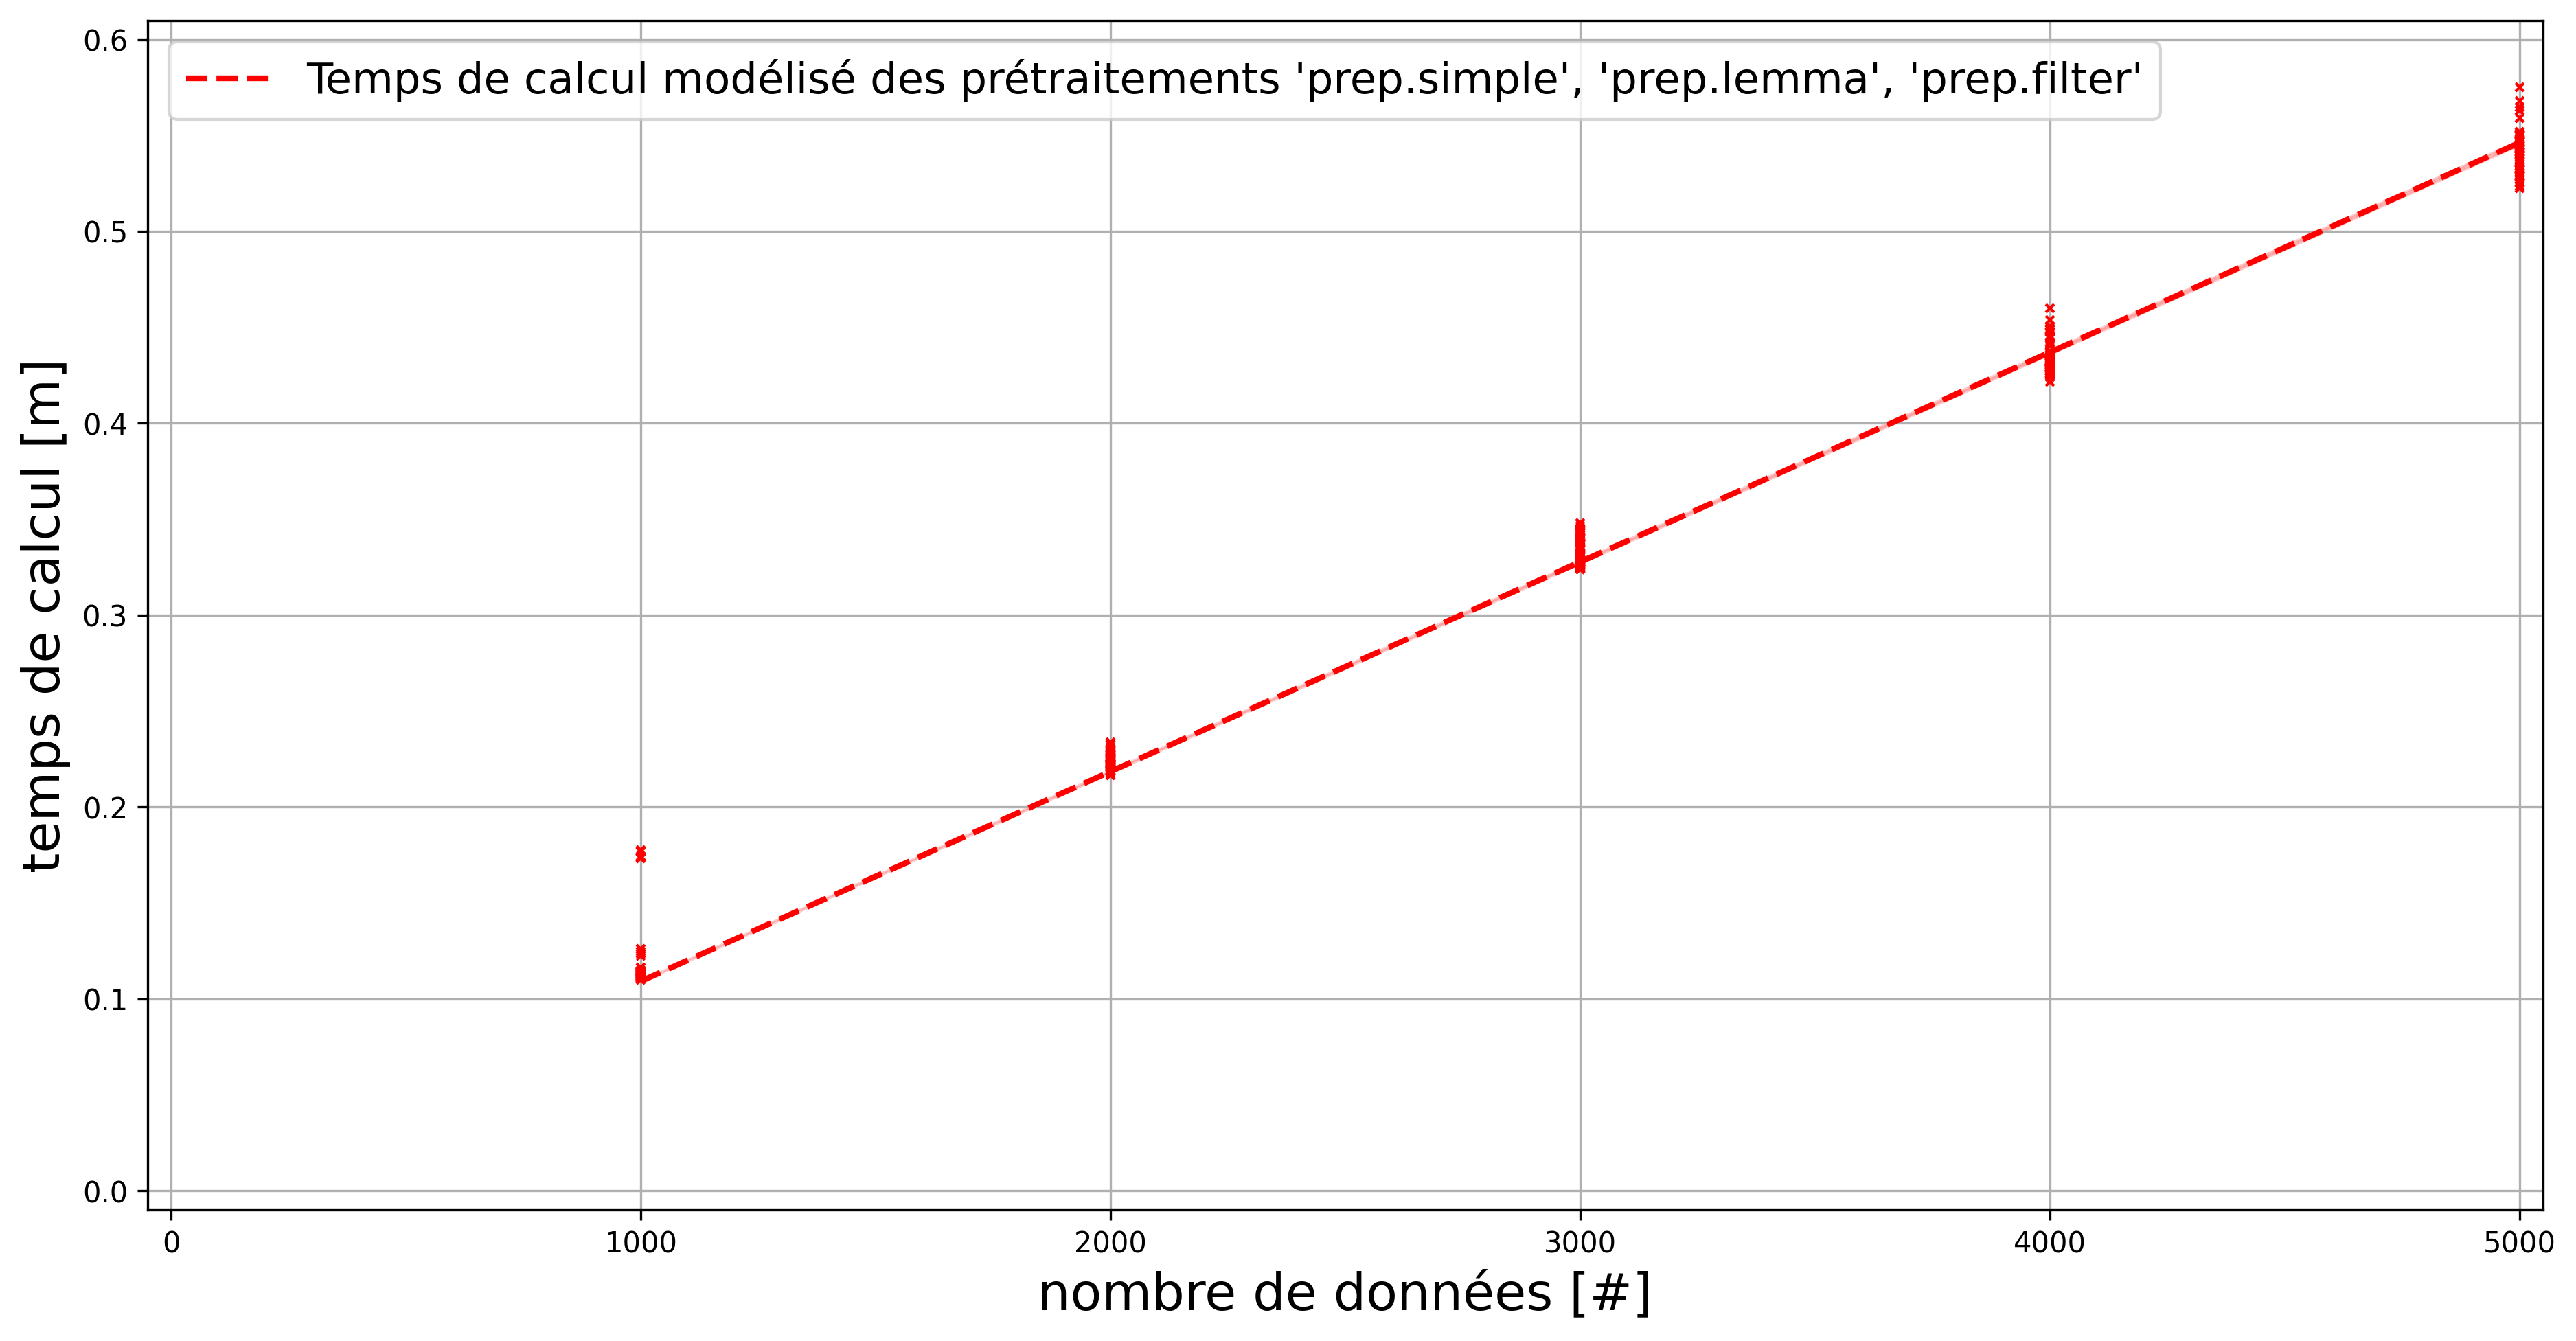 Temps de calcul modélisé des prétraitements 'prep.simple', 'prep.lemma', 'prep.filter'
temps de calcul [m]
0.6
0.5
0.4
0.3
0.2
0.1
0.0
0 1000 2000 3000 4000 5000
nombre de données [#]